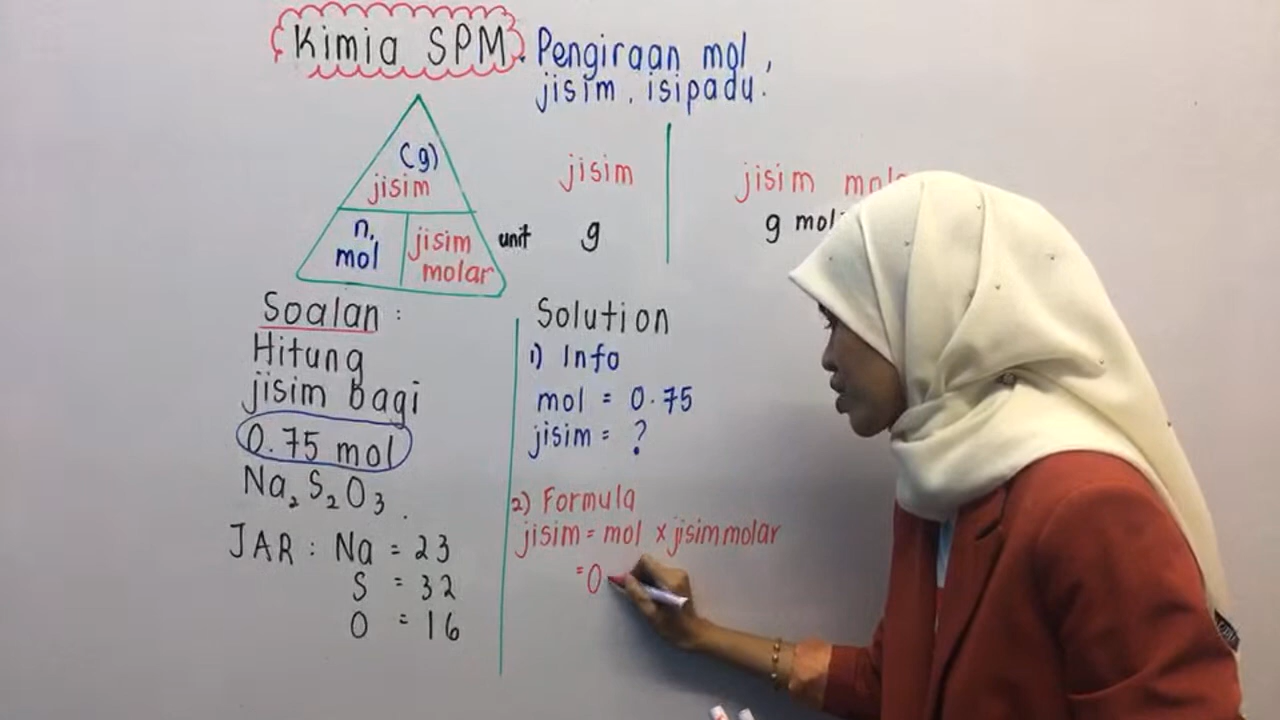 Kimia SPM. Pengiraan mol,
jisim, isipadu.
(g)
jisim
n,
mol
jisim
molar
unit
jisim
g
jisim
g
Soalan:
Hitung
jisim bagi
0.75 mol
Na₂S₂O₃.
JAR: Na = 23
S = 32
O = 16
Solution
1) Info
mol = 0.75
jisim = ?
2) Formula
jisim = mol x jisim molar
= 0